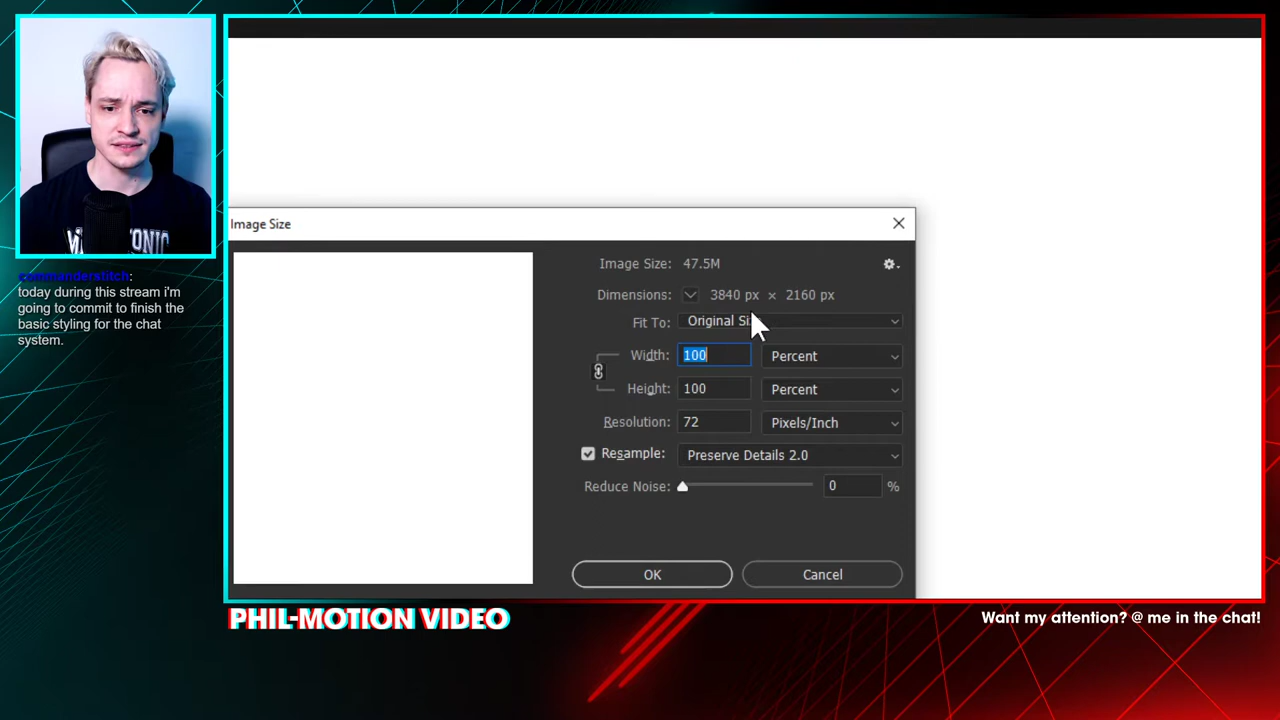 commanderstitch:
today during this stream i'm
going to commit to finish the
basic styling for the chat
system.
Image Size
Image Size: 47.5M
Dimensions: 3840 px × 2160 px
Fit To: Original
Width: 100 Percent
Height: 100 Percent
Resolution: 72 Pixels/Inch
Resample: Preserve Details 2.0
Reduce Noise: 0 %
OK Cancel
PHIL-MOTION VIDEO
Want my attention? @ me in the chat!